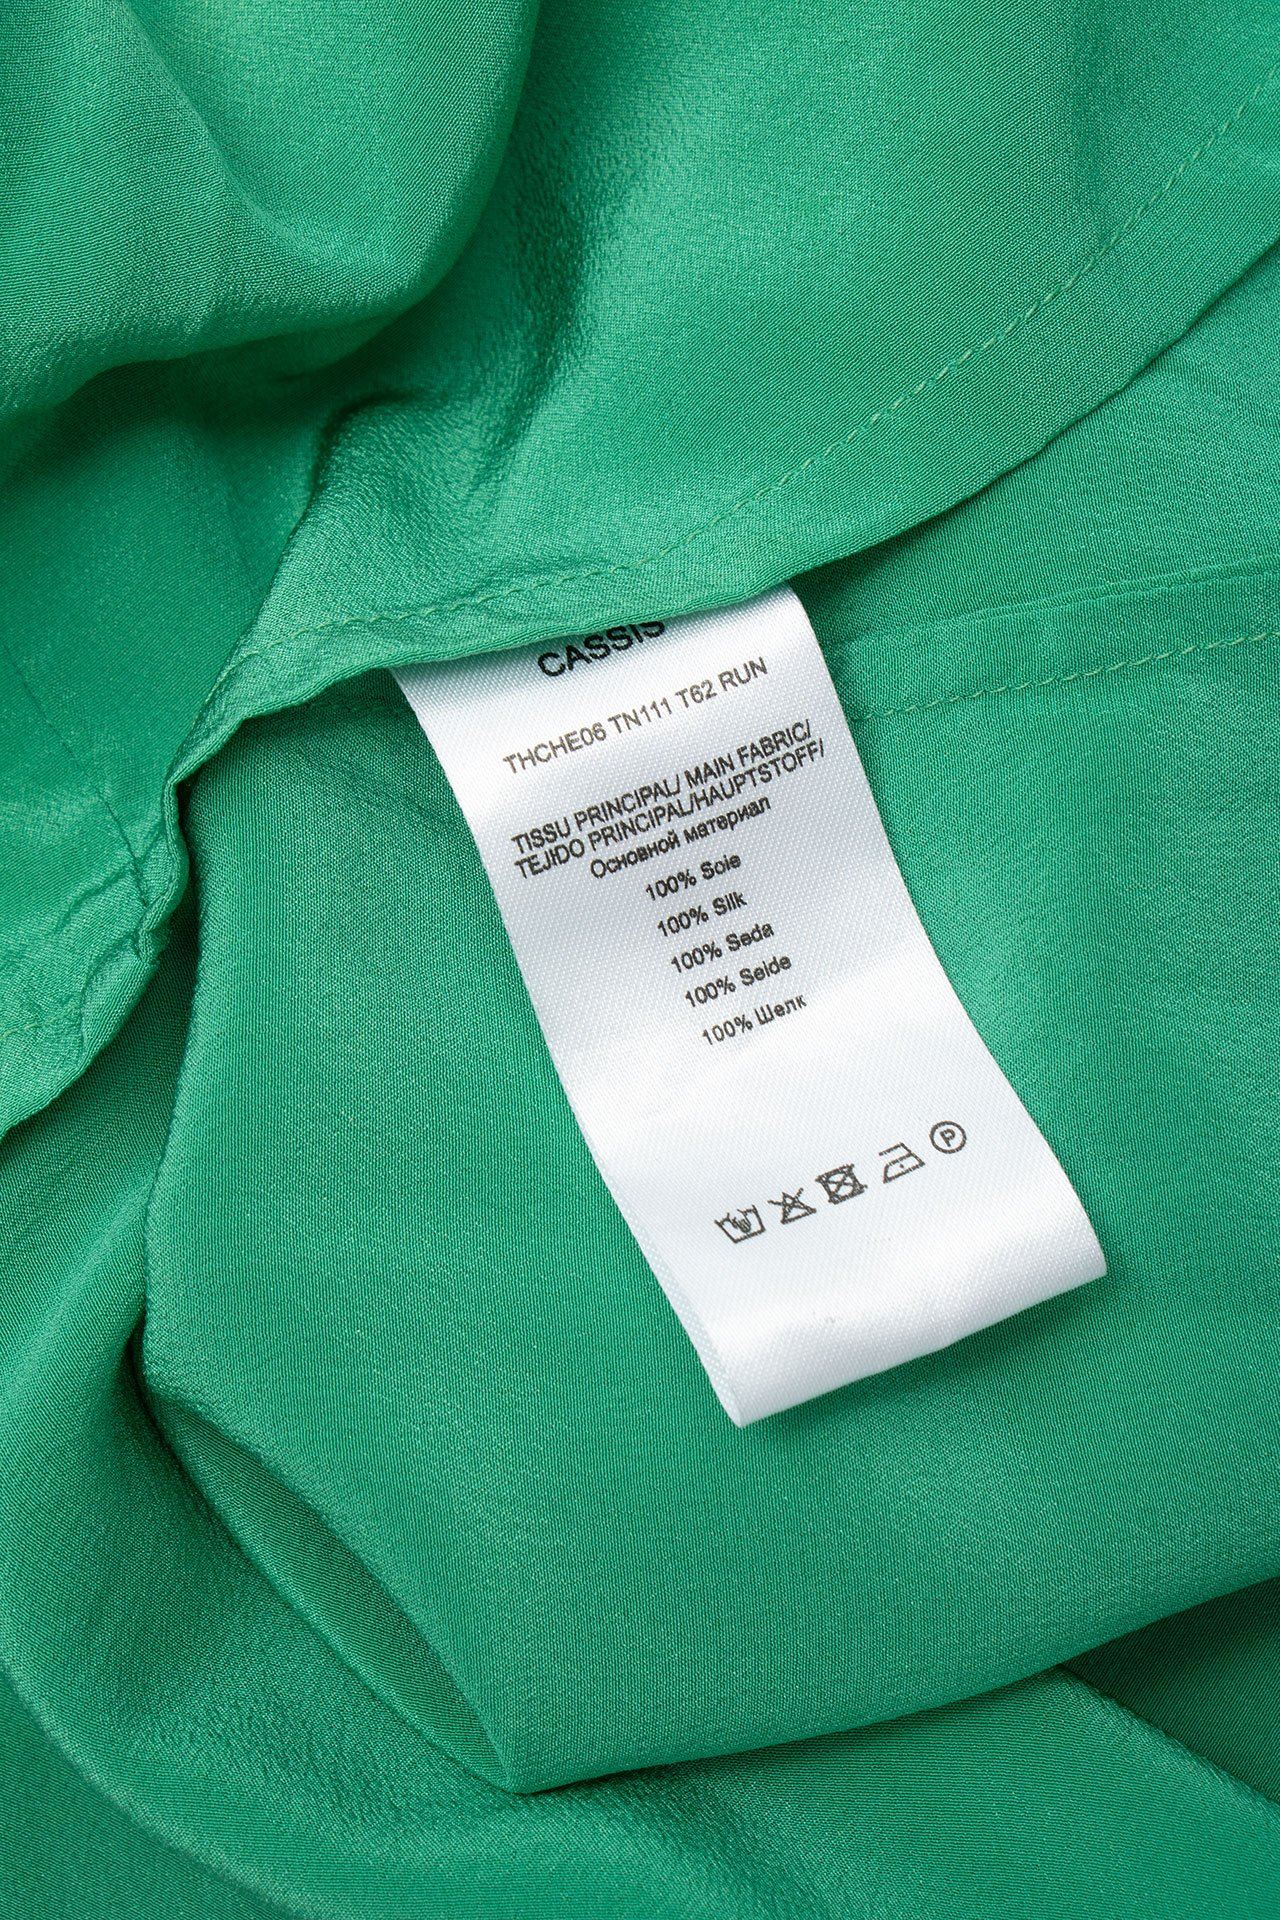 CASSIS
THCHE06 TN111 T62 RUN
TISSU PRINCIPAL/ MAIN FABRIC/
TEJIDO PRINCIPAL/HAUPTSTOFF/
Основной материал
100% Soie
100% Silk
100% Seda
100% Seide
100% Шелк
P